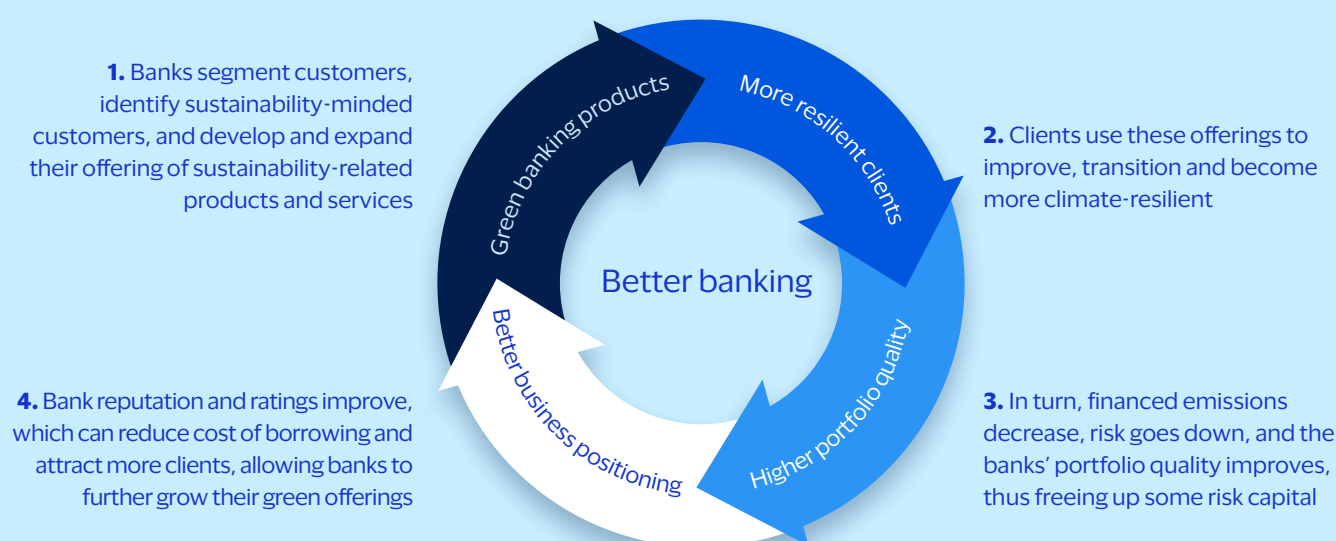 1. Banks segment customers,
identify sustainability-minded
customers, and develop and expand
their offering of sustainability-related
products and services
Green banking products
More resilient clients
2. Clients use these offerings to
improve, transition and become
more climate-resilient
Better banking
4. Bank reputation and ratings improve,
which can reduce cost of borrowing and
attract more clients, allowing banks to
further grow their green offerings
Better business positioning
Higher portfolio quality
3. In turn, financed emissions
decrease, risk goes down, and the
banks’ portfolio quality improves,
thus freeing up some risk capital